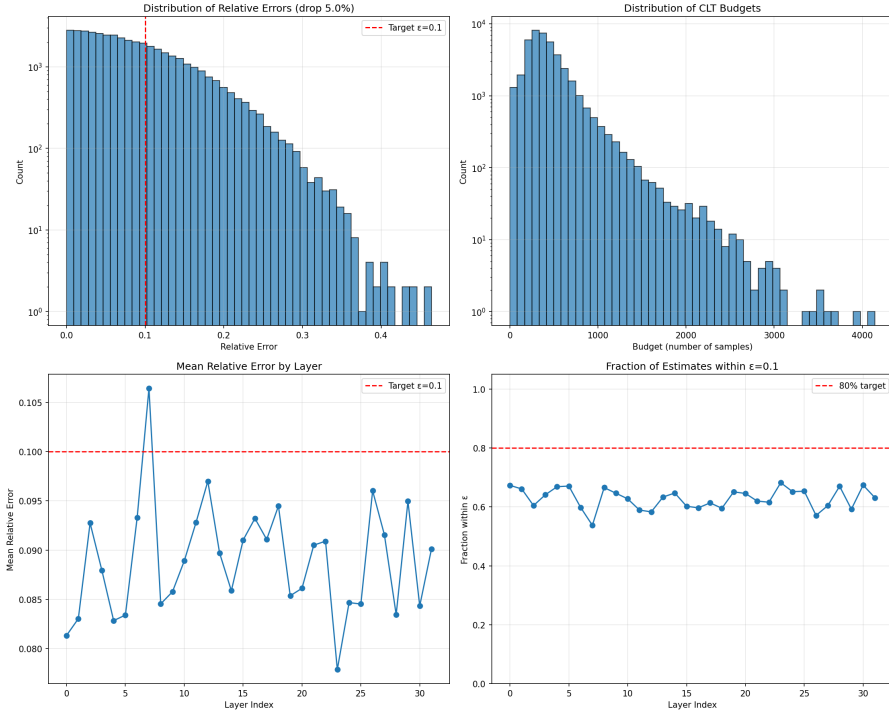 Distribution of Relative Errors (drop 5.0%)
Count
10³
10²
10¹
10⁰
Target ε=0.1
0.0 0.1 0.2 0.3 0.4
Relative Error
Distribution of CLT Budgets
Count
10⁴
10³
10²
10¹
10⁰
0 1000 2000 3000 4000
Budget (number of samples)
Mean Relative Error by Layer
Mean Relative Error
0.105
0.100
0.095
0.090
0.085
0.080
Target ε=0.1
0 5 10 15 20 25 30
Layer Index
Fraction of Estimates within ε=0.1
Fraction within ε
1.0
0.8
0.6
0.4
0.2
0.0
80% target
0 5 10 15 20 25 30
Layer Index